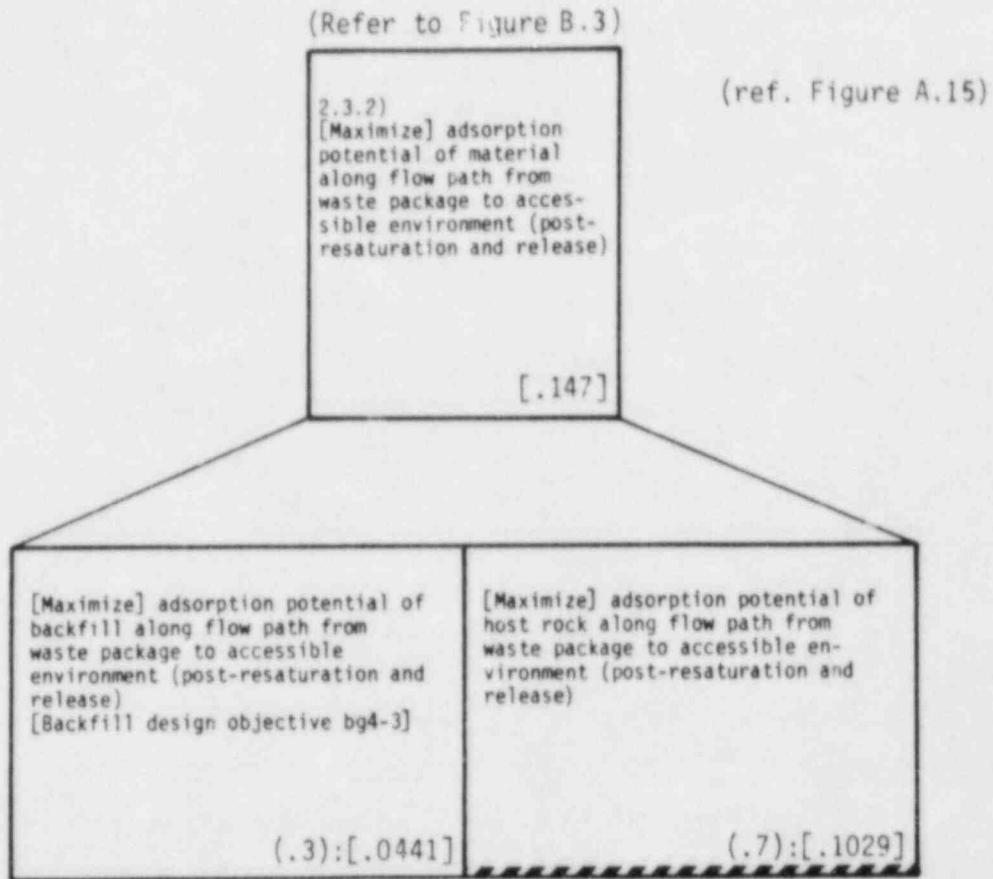 (Refer to Figure B.3)
(ref. Figure A.15)
2.3.2)
[Maximize] adsorption
potential of material
along flow path from
waste package to acces-
sible environment (post-
resaturation and release)
[.147]
[Maximize] adsorption potential of
backfill along flow path from
waste package to accessible
environment (post-resaturation and
release)
[Backfill design objective bg4-3]
(.3):[.0441]
[Maximize] adsorption potential of
host rock along flow path from
waste package to accessible en-
vironment (post-resaturation and
release)
(.7):[.1029]